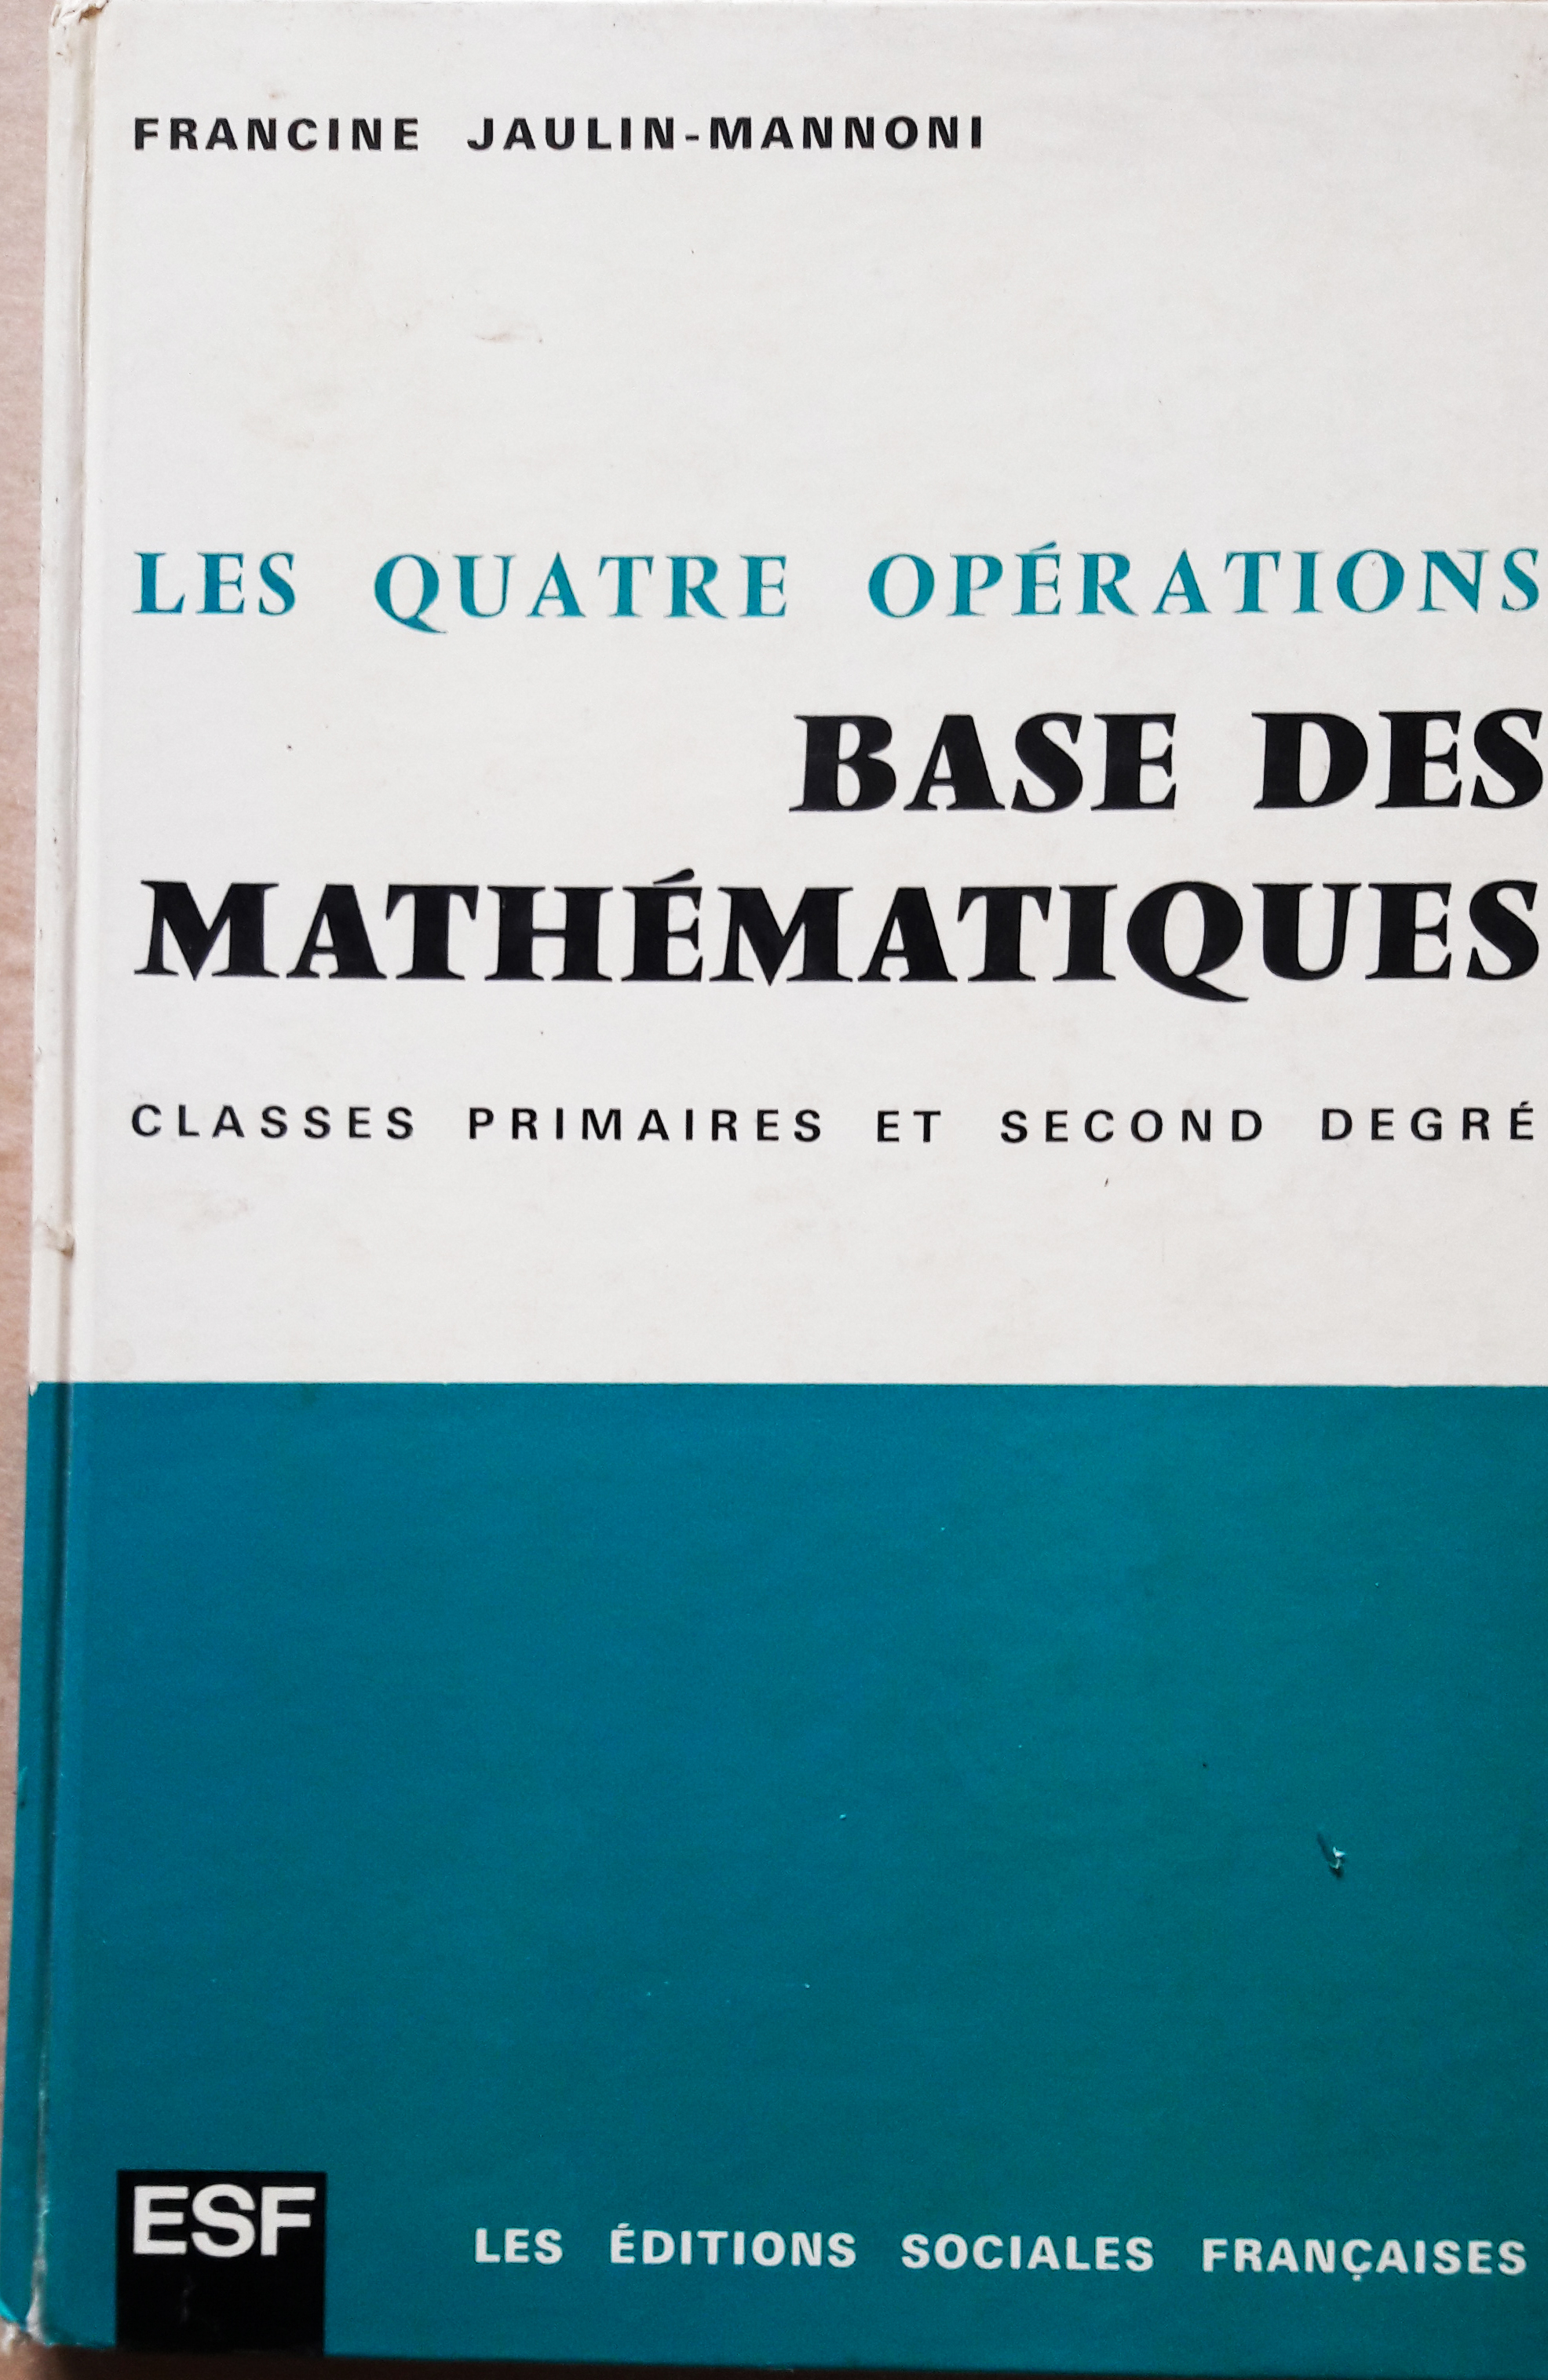 FRANCINE JAULIN-MANNONI
LES QUATRE OPÉRATIONS
BASE DES
MATHÉMATIQUES
CLASSES PRIMAIRES ET SECOND DEGRÉ
ESF
LES ÉDITIONS SOCIALES FRANÇAISES